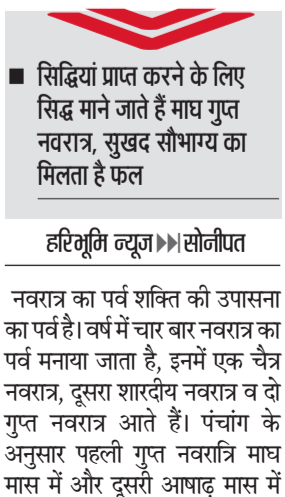 ■ सिद्धियां प्राप्त करने के लिए
सिद्ध माने जाते हैं माघ गुप्त
नवरात्र, सुखद सौभाग्य का
मिलता है फल
हरिभूमि न्यूज▶▶|सोनीपत
नवरात्र का पर्व शक्ति की उपासना
का पर्व है। वर्ष में चार बार नवरात्र का
पर्व मनाया जाता है, इनमें एक चैत्र
नवरात्र, दूसरा शारदीय नवरात्र व दो
गुप्त नवरात्र आते हैं। पंचांग के
अनुसार पहली गुप्त नवरात्रि माघ
मास में और दूसरी आषाढ़ मास में